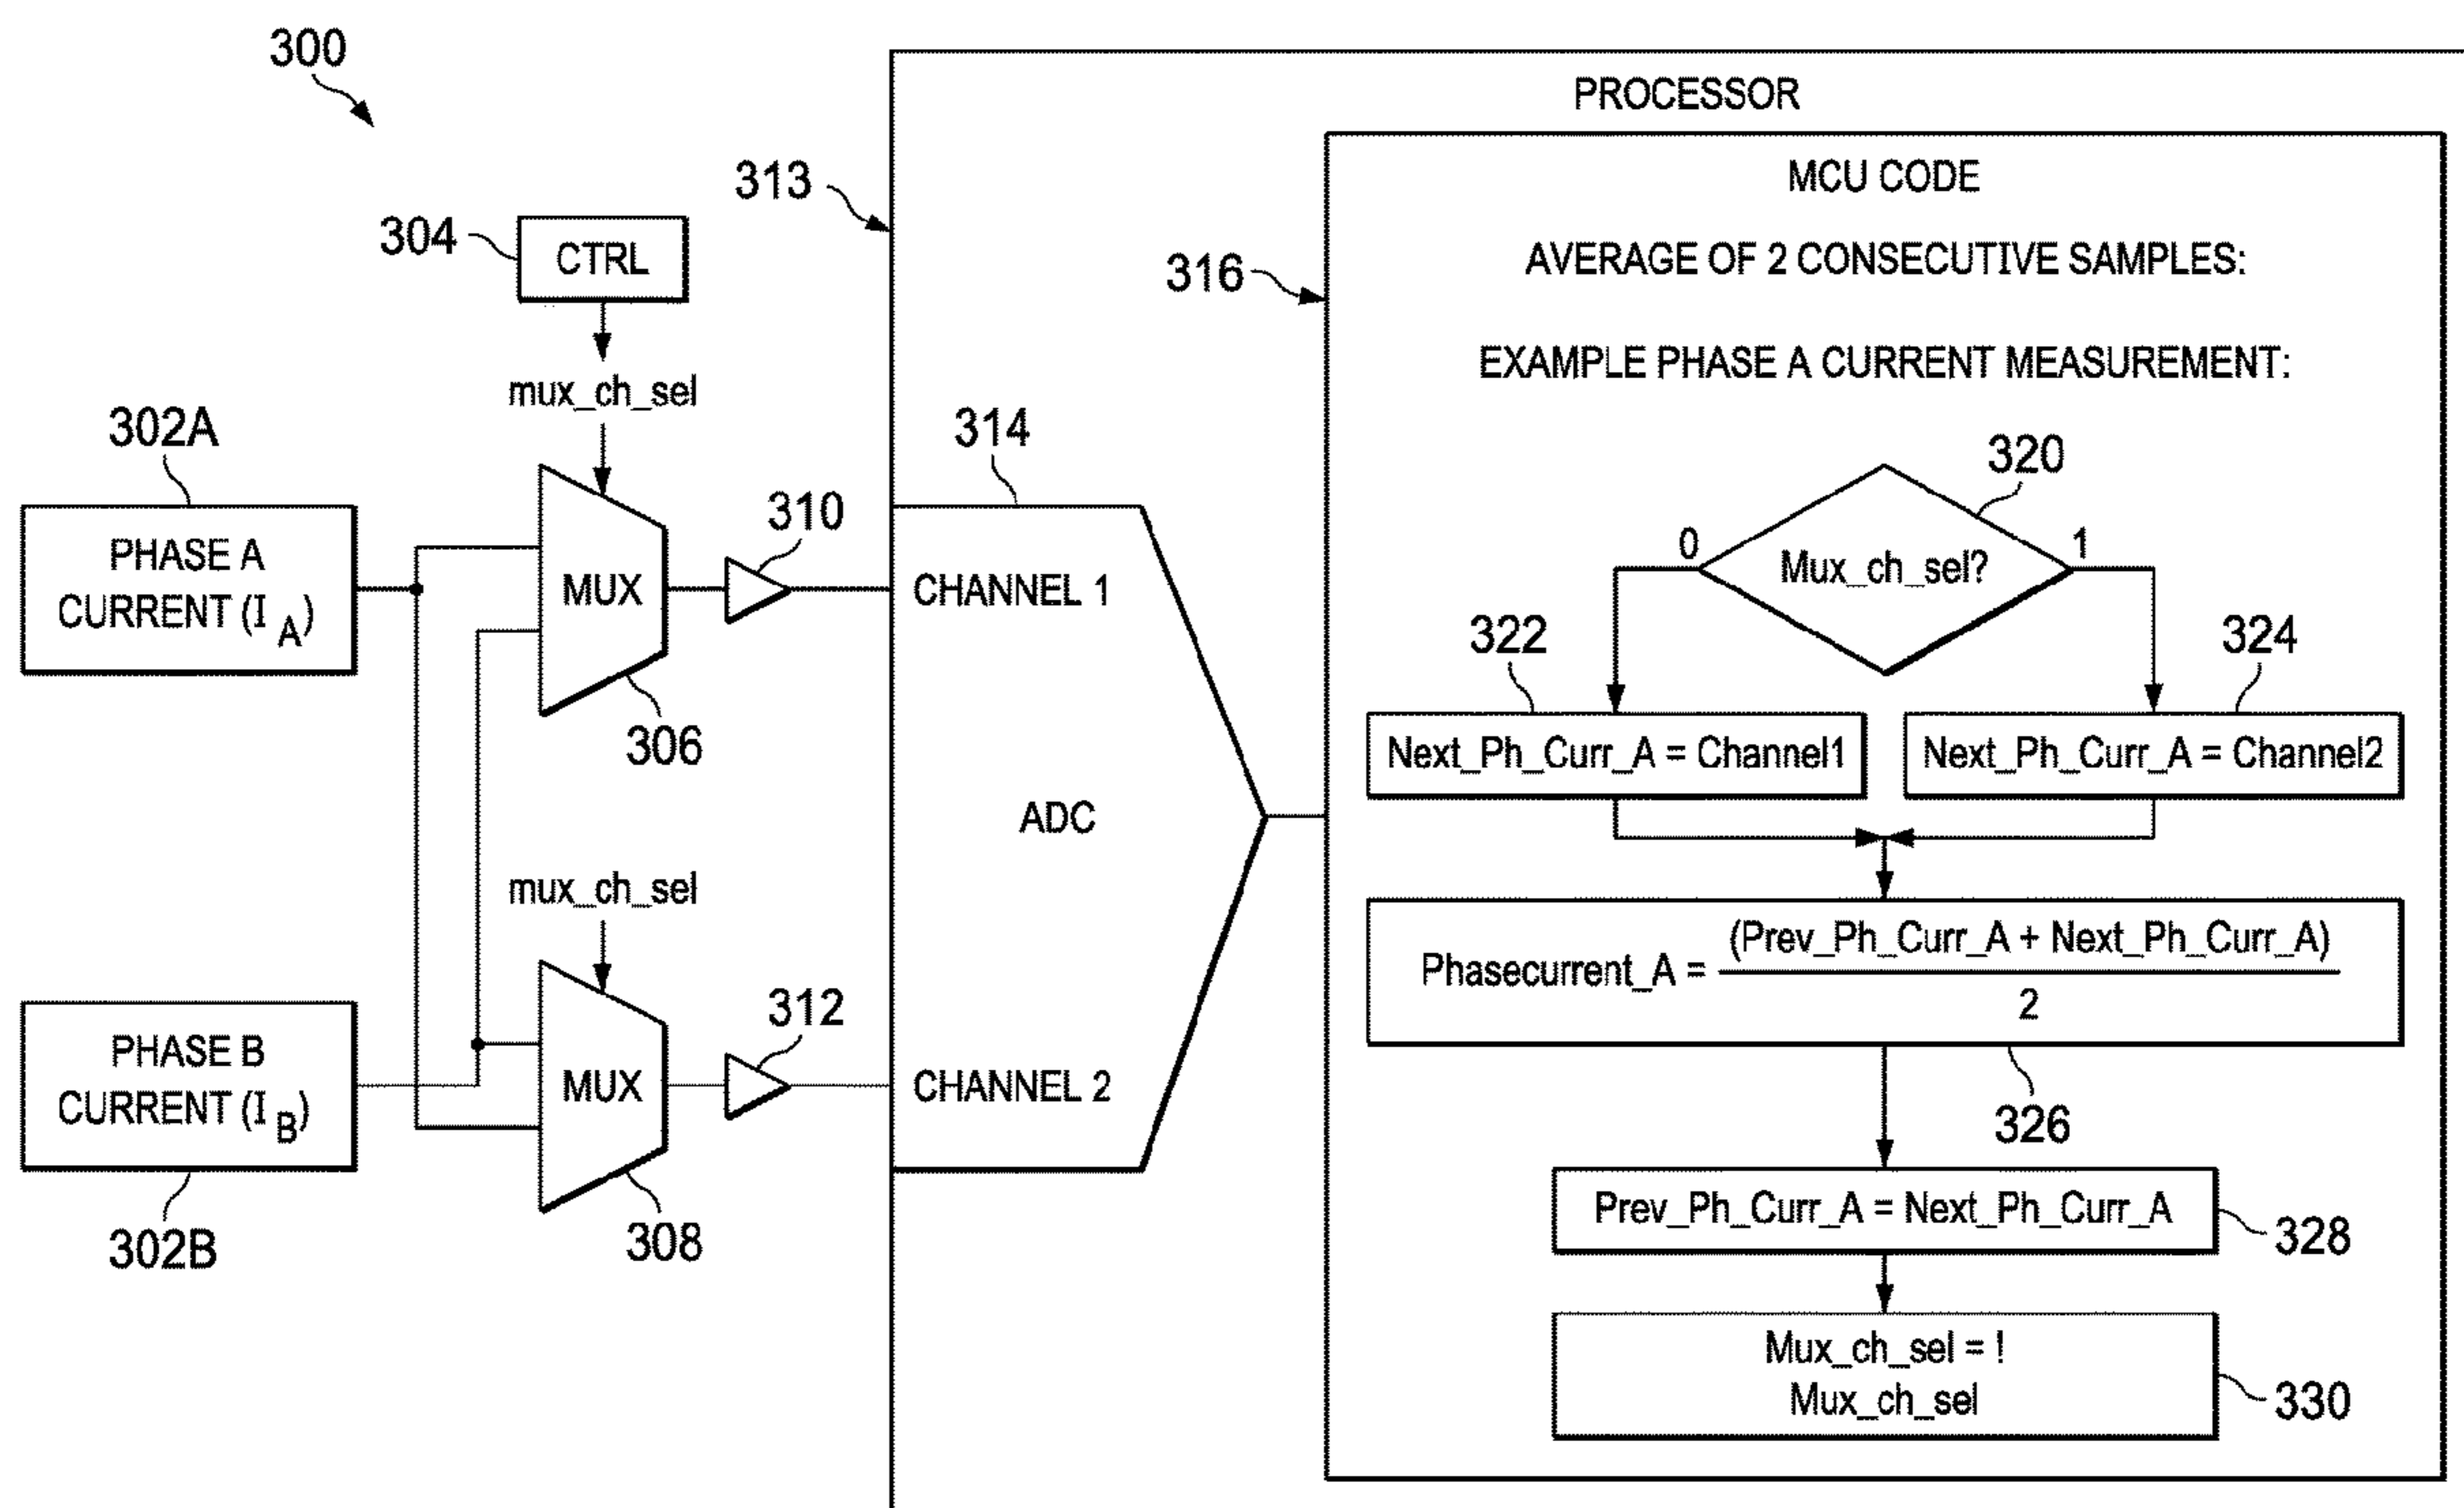 300
PROCESSOR
313
MCU CODE
304
CTRL
316
AVERAGE OF 2 CONSECUTIVE SAMPLES:
EXAMPLE PHASE A CURRENT MEASUREMENT:
mux_ch_sel
302A
314
320
310
0
Mux_ch_sel?
1
PHASE A
CURRENT (I A)
MUX
CHANNEL 1
322
324
306
Next_Ph_Curr_A = Channel1
Next_Ph_Curr_A = Channel2
ADC
mux_ch_sel
Phasecurrent_A = (Prev_Ph_Curr_A + Next_Ph_Curr_A)
2
312
PHASE B
CURRENT (I B)
MUX
CHANNEL 2
326
302B
308
Prev_Ph_Curr_A = Next_Ph_Curr_A
328
Mux_ch_sel = !
Mux_ch_sel
330